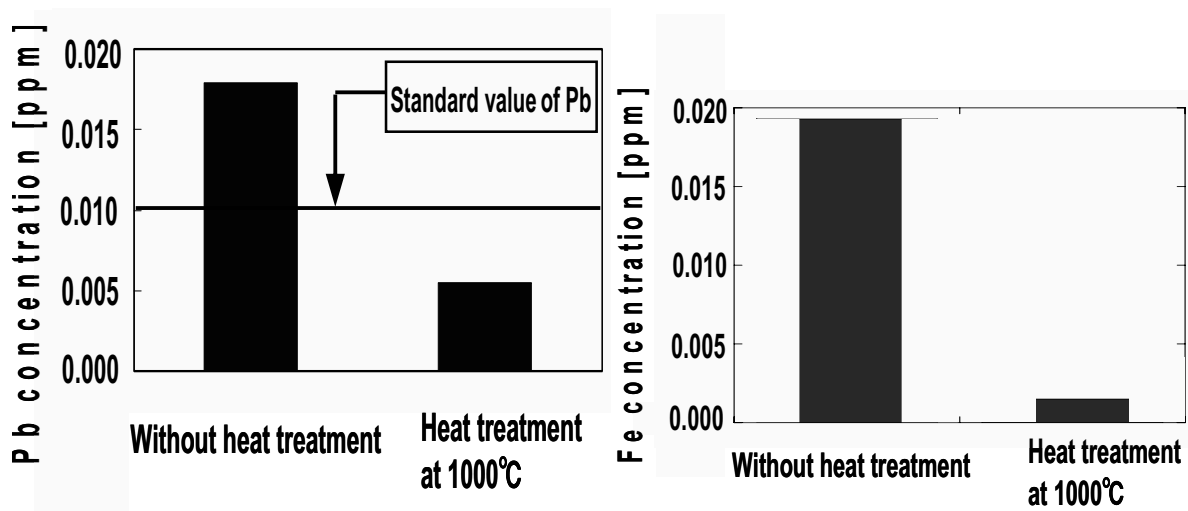 Pb concentration [ppm]
0.020
0.015
0.010
0.005
0.000
Standard value of Pb
Without heat treatment
Heat treatment
at 1000°C
Fe concentration [ppm]
0.020
0.015
0.010
0.005
0.000
Without heat treatment
Heat treatment
at 1000°C